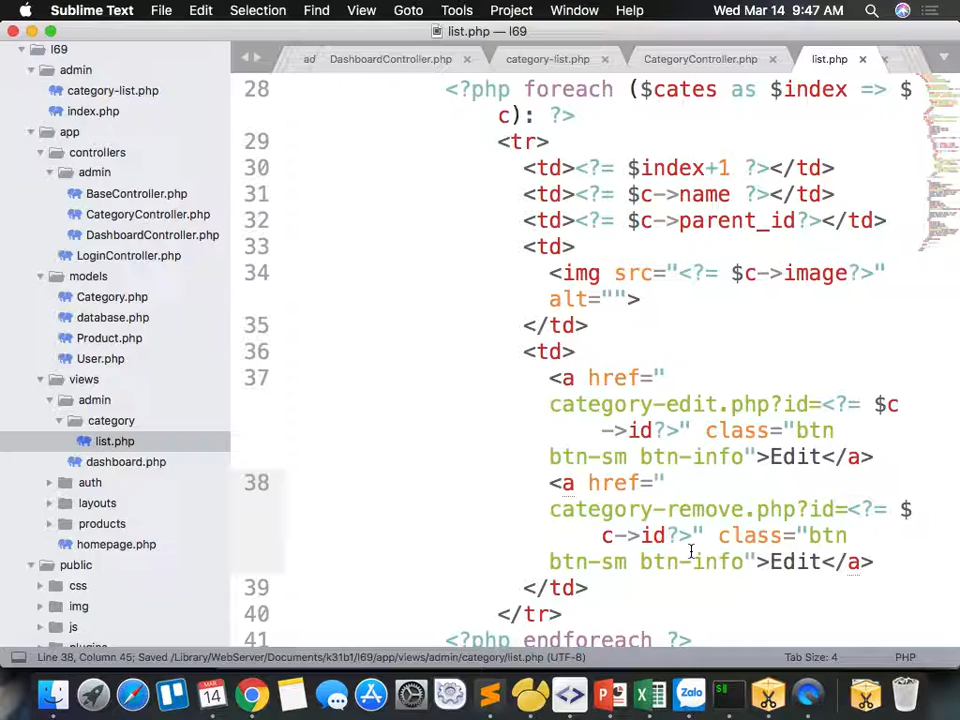 Sublime Text File Edit Selection Find View Goto Tools Project Window Help Wed Mar 14 9:47 AM
list.php — l69
l69
admin
category-list.php
index.php
app
controllers
admin
BaseController.php
CategoryController.php
DashboardController.php
LoginController.php
models
Category.php
database.php
Product.php
User.php
views
admin
category
list.php
dashboard.php
auth
layouts
products
homepage.php
public
css
img
js
ad DashboardController.php category-list.php CategoryController.php list.php
28 <?php foreach ($cates as $index => $
c): ?>
29 <tr>
30 <td><?= $index+1 ?></td>
31 <td><?= $c->name ?></td>
32 <td><?= $c->parent_id?></td>
33 <td>
34 <img src="<?= $c->image?>"
alt="">
35 </td>
36 <td>
37 <a href="
category-edit.php?id=<?= $c
->id?>" class="btn
btn-sm btn-info">Edit</a>
38 <a href="
category-remove.php?id=<?= $
c->id?>" class="btn
btn-sm btn-info">Edit</a>
39 </td>
40 </tr>
41 <?php endforeach ?>
Line 38, Column 45; Saved /Library/WebServer/Documents/k31b1/l69/app/views/admin/category/list.php (UTF-8) Tab Size: 4 PHP
14
Zalo